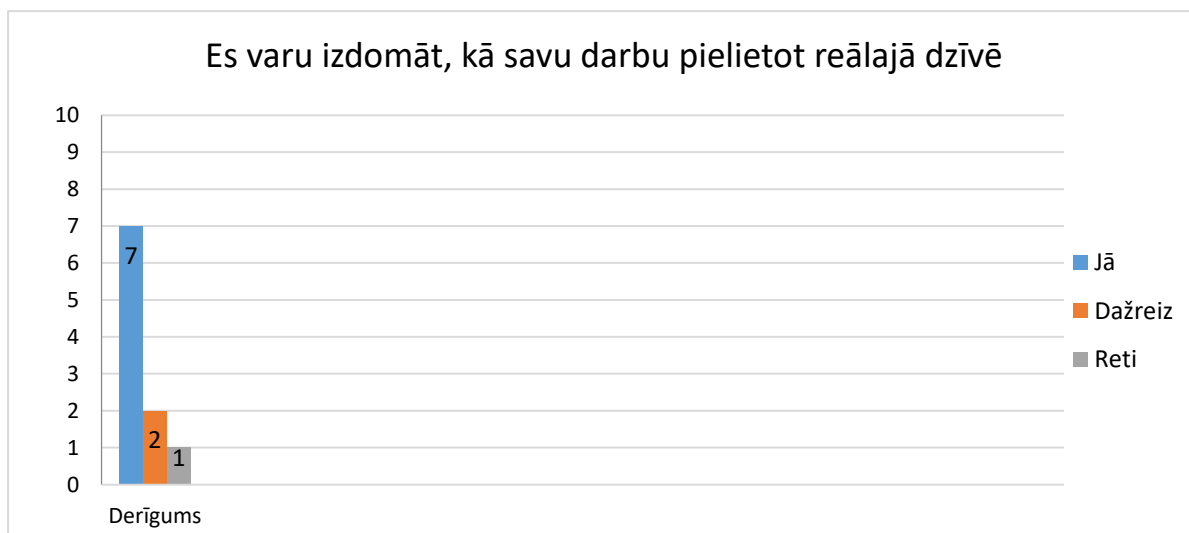 Es varu izdomāt, kā savu darbu pielietot reālajā dzīvē
10
9
8
7
6
5
4
3
2
1
0
7
2
1
Derīgums
Jā
Dažreiz
Reti